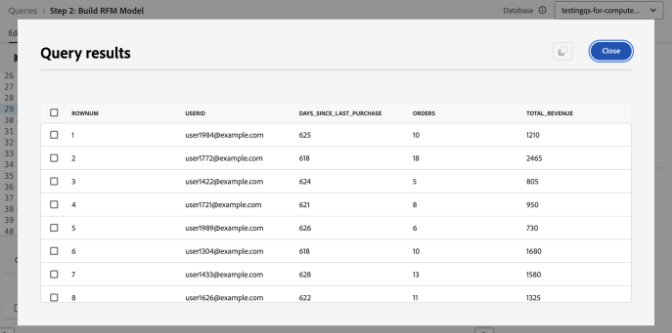 Queries > Step 2: Build RFM Model Database testingqs-for-compute...
Ed
Query results Close
26
27
28
29
30
31
32
33
34
35
36
37
38
39
40
ROWNUM USERID DAYS_SINCE_LAST_PURCHASE ORDERS TOTAL_REVENUE
1 user1984@example.com 625 10 1210
2 user1772@example.com 618 18 2465
3 user1422@example.com 624 5 805
4 user1721@example.com 621 8 950
5 user1989@example.com 626 6 730
6 user1304@example.com 618 10 1680
7 user1433@example.com 628 13 1580
8 user1626@example.com 622 11 1325